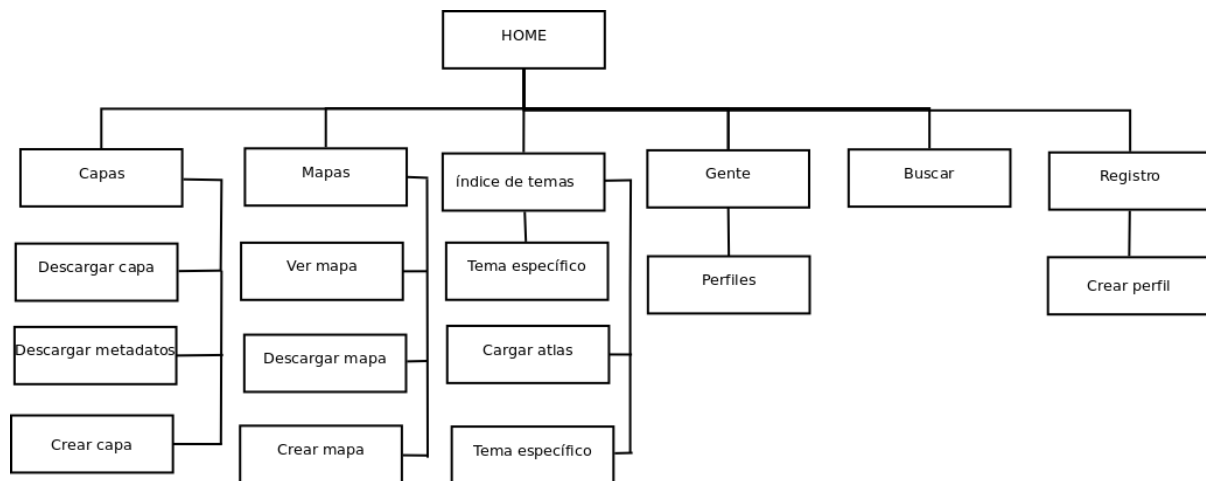 HOME
Capas
Mapas
índice de temas
Gente
Buscar
Registro
Descargar capa
Ver mapa
Tema específico
Perfiles
Crear perfil
Descargar metadatos
Descargar mapa
Cargar atlas
Crear capa
Crear mapa
Tema específico